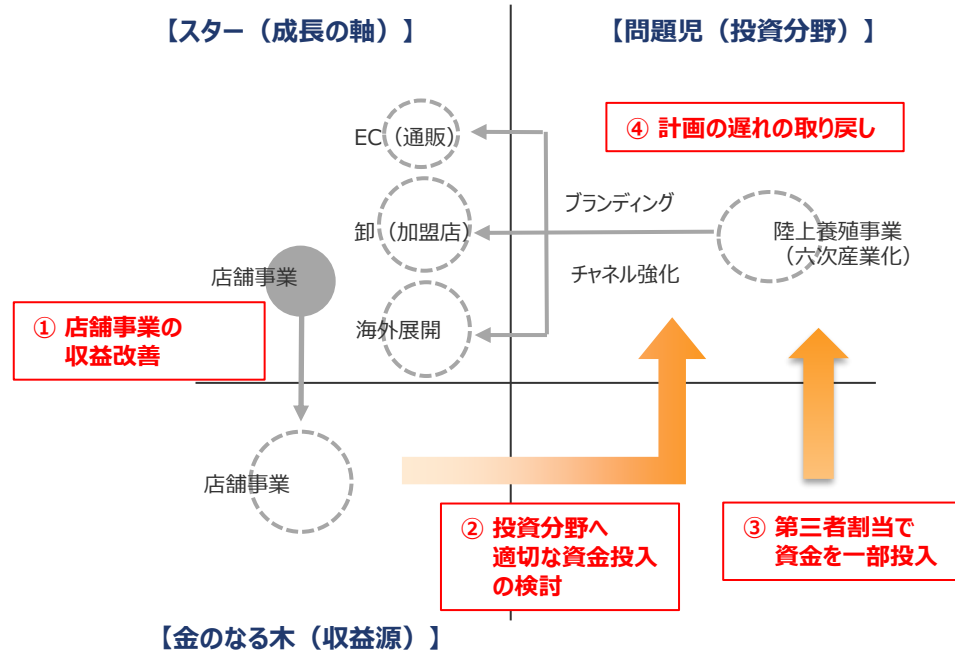 【スター（成長の軸）】
【問題児（投資分野）】
EC（通販）
④ 計画の遅れの取り戻し
ブランディング
卸（加盟店）
陸上養殖事業
（六次産業化）
店舗事業
チャネル強化
① 店舗事業の
収益改善
海外展開
店舗事業
② 投資分野へ
適切な資金投入
の検討
③ 第三者割当で
資金を一部投入
【金のなる木（収益源）】